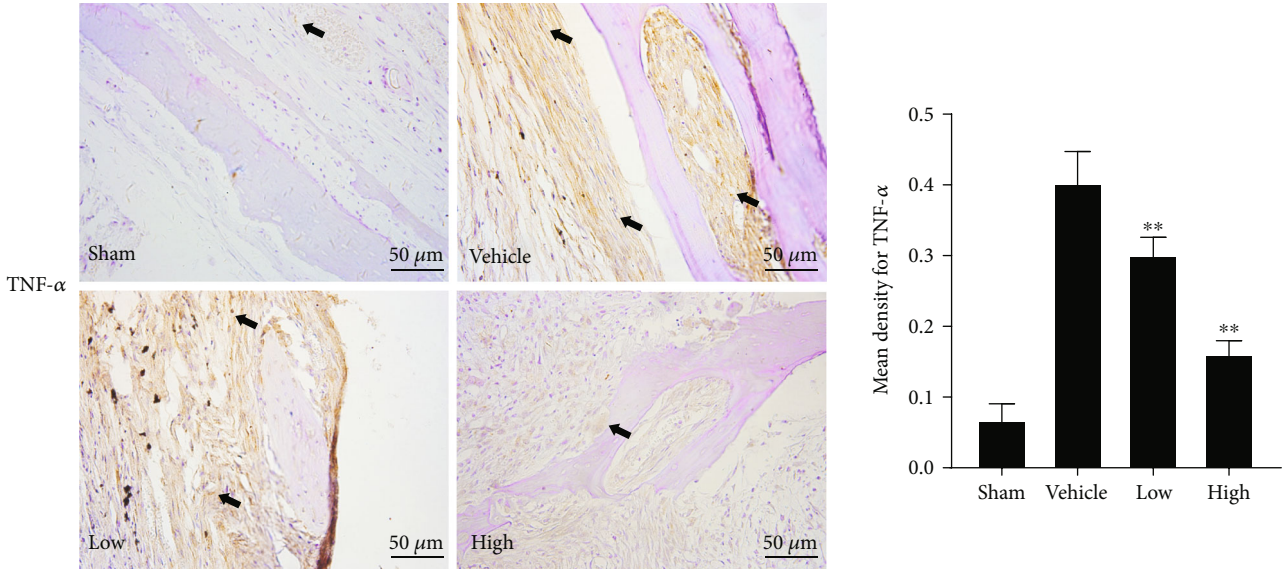 TNF-α
Sham
50 μm
Vehicle
50 μm
Low
50 μm
High
50 μm
Mean density for TNF-α
0.5
0.4
0.3
0.2
0.1
0.0
**
**
Sham
Vehicle
Low
High